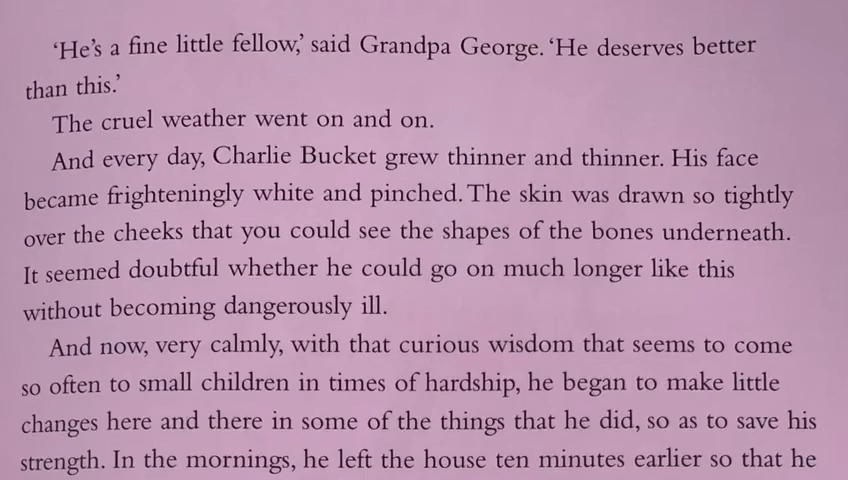 ‘He’s a fine little fellow,’ said Grandpa George. ‘He deserves better
than this.’
The cruel weather went on and on.
And every day, Charlie Bucket grew thinner and thinner. His face
became frighteningly white and pinched. The skin was drawn so tightly
over the cheeks that you could see the shapes of the bones underneath.
It seemed doubtful whether he could go on much longer like this
without becoming dangerously ill.
And now, very calmly, with that curious wisdom that seems to come
so often to small children in times of hardship, he began to make little
changes here and there in some of the things that he did, so as to save his
strength. In the mornings, he left the house ten minutes earlier so that he